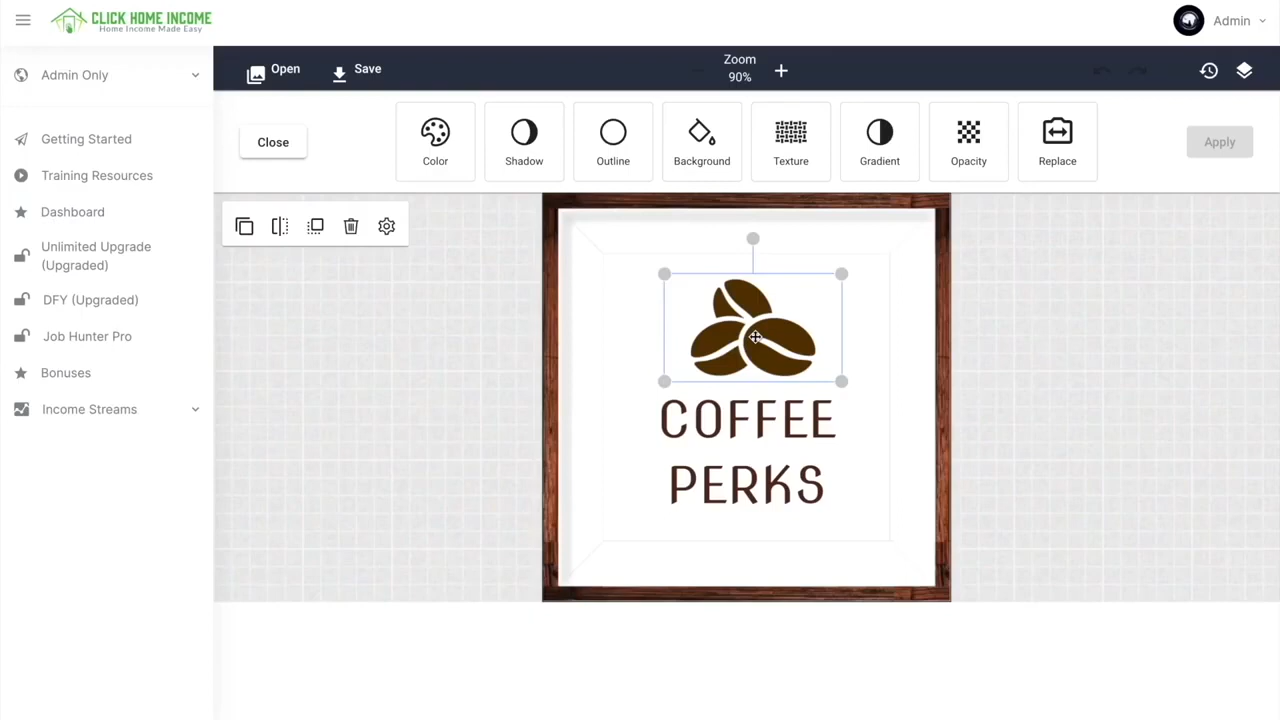 CLICK HOME INCOME
Home Income Made Easy
Admin
Admin Only
Getting Started
Training Resources
Dashboard
Unlimited Upgrade
(Upgraded)
DFY (Upgraded)
Job Hunter Pro
Bonuses
Income Streams
Open
Save
Zoom
90%
Close
Color
Shadow
Outline
Background
Texture
Gradient
Opacity
Replace
Apply
COFFEE
PERKS